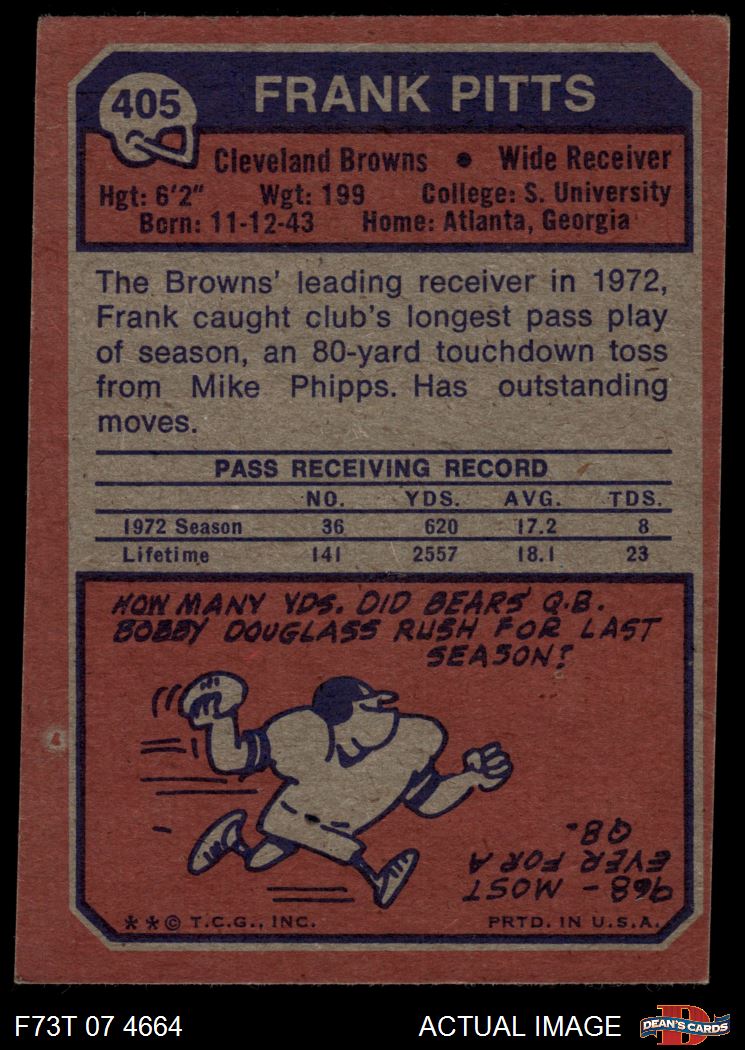 405
FRANK PITTS
Cleveland Browns • Wide Receiver
Hgt: 6'2" Wgt: 199 College: S. University
Born: 11-12-43 Home: Atlanta, Georgia
The Browns' leading receiver in 1972,
Frank caught club's longest pass play
of season, an 80-yard touchdown toss
from Mike Phipps. Has outstanding
moves.
PASS RECEIVING RECORD
NO. YDS. AVG. TDS.
1972 Season 36 620 17.2 8
Lifetime 141 2557 18.1 23
HOW MANY YDS. DID BEARS' Q.B.
BOBBY DOUGLASS RUSH FOR LAST
SEASON?
968 - MOST
EVER FOR A
QB.
**© T.C.G., INC. PRTD. IN U.S.A.
F73T 07 4664 ACTUAL IMAGE
D
DEAN'S CARDS